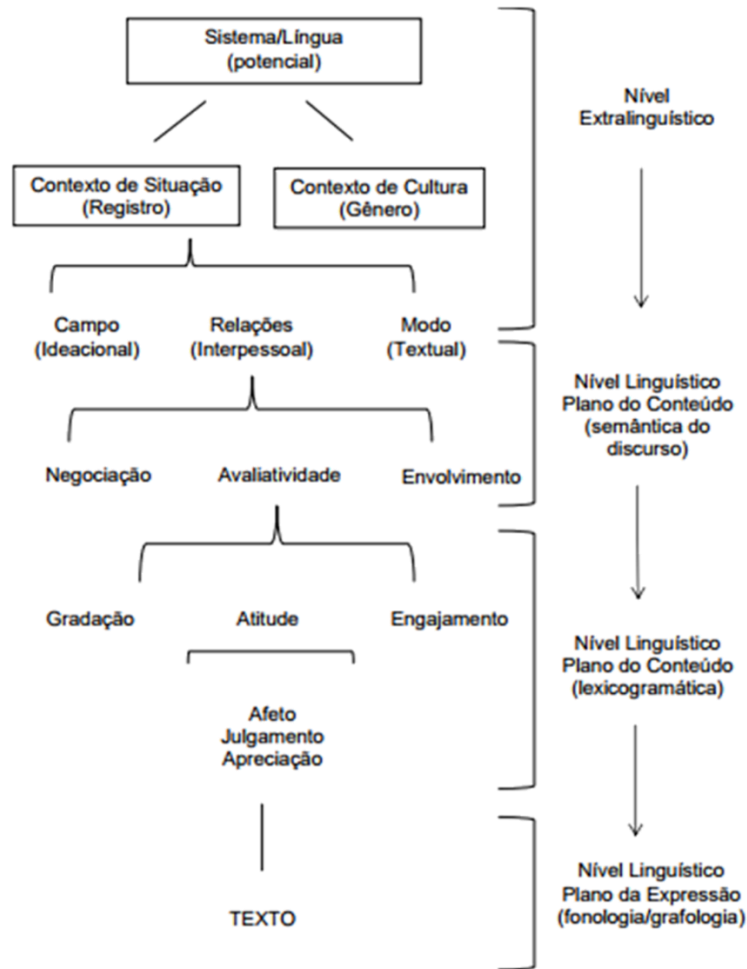 Sistema/Língua
(potencial)
Nível
Extralinguístico
Contexto de Situação
(Registro)
Contexto de Cultura
(Gênero)
Campo
(Ideacional)
Relações
(Interpessoal)
Modo
(Textual)
Nível Linguístico
Plano do Conteúdo
(semântica do
discurso)
Negociação
Avaliatividade
Envolvimento
Gradação
Atitude
Engajamento
Nível Linguístico
Plano do Conteúdo
(lexicogramática)
Afeto
Julgamento
Apreciação
Nível Linguístico
Plano da Expressão
(fonologia/grafologia)
TEXTO